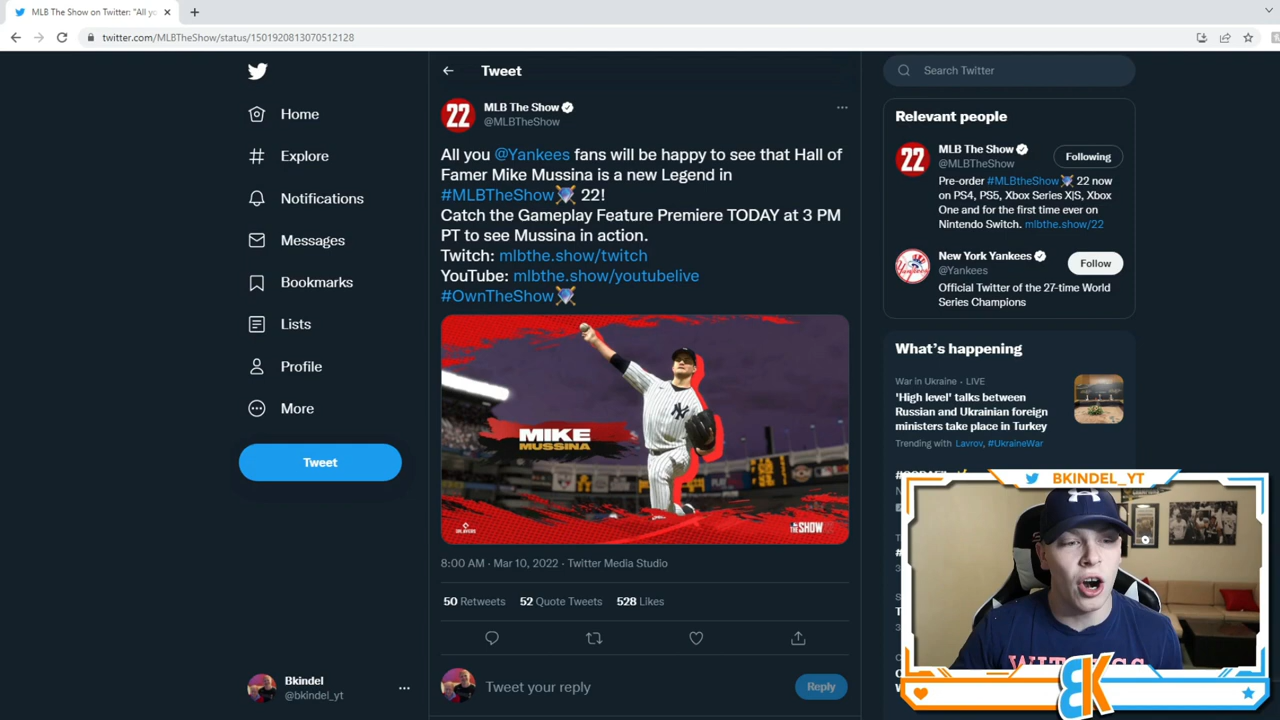 MLB The Show on Twitter: "All yo
twitter.com/MLBTheShow/status/1501920813070512128
Home
Explore
Notifications
Messages
Bookmarks
Lists
Profile
More
Tweet
Bkindel
@bkindel_yt
Tweet
22
MLB The Show
@MLBTheShow
All you @Yankees fans will be happy to see that Hall of
Famer Mike Mussina is a new Legend in
#MLBTheShow 22!
Catch the Gameplay Feature Premiere TODAY at 3 PM
PT to see Mussina in action.
Twitch: mlbthe.show/twitch
YouTube: mlbthe.show/youtubelive
#OwnTheShow
MIKE
MUSSINA
THE SHOW
8:00 AM · Mar 10, 2022 · Twitter Media Studio
50 Retweets 52 Quote Tweets 528 Likes
Tweet your reply
Reply
Search Twitter
Relevant people
22
MLB The Show
@MLBTheShow
Following
Pre-order #MLBtheShow 22 now
on PS4, PS5, Xbox Series X|S, Xbox
One and for the first time ever on
Nintendo Switch. mlbthe.show/22
New York Yankees
@Yankees
Follow
Official Twitter of the 27-time World
Series Champions
What's happening
War in Ukraine · LIVE
'High level' talks between
Russian and Ukrainian foreign
ministers take place in Turkey
Trending with Lavrov, #UkraineWar
BKINDEL_YT
BK